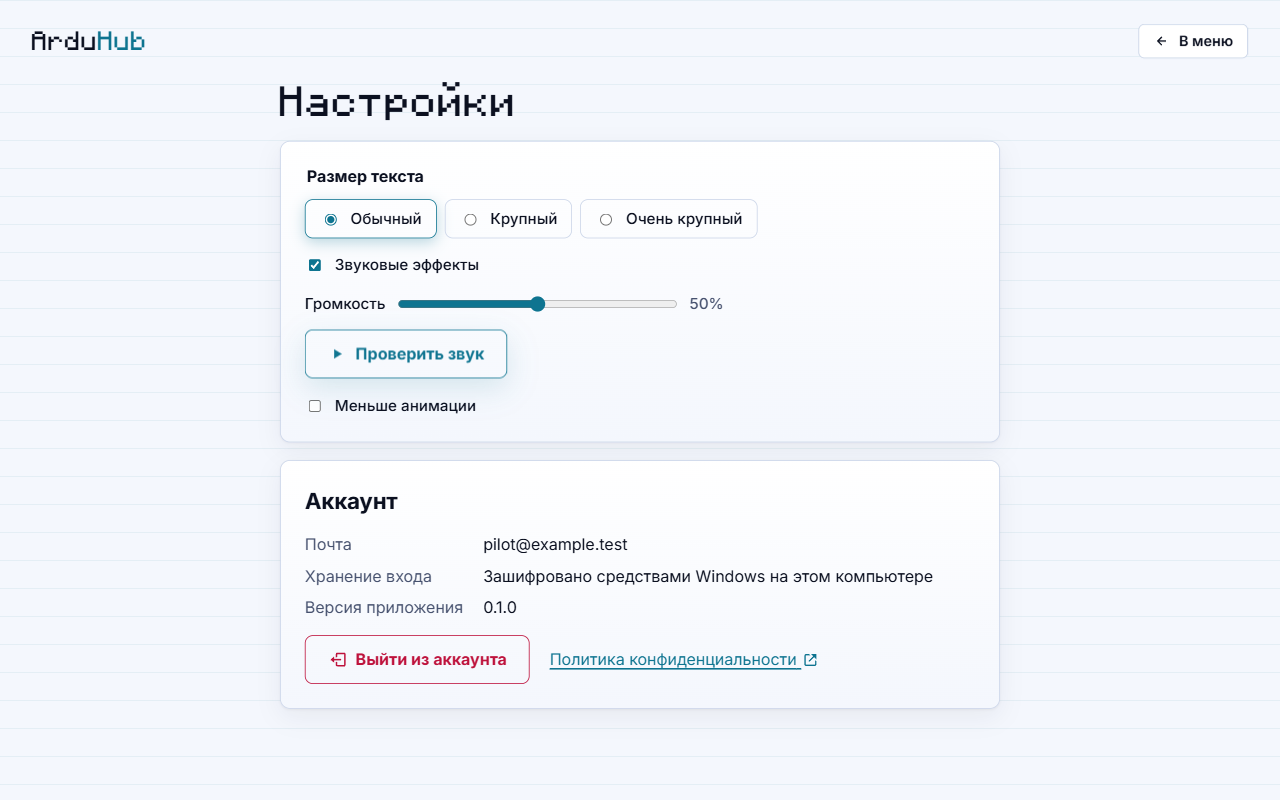 ArduHub
← В меню
Настройки
Размер текста
Обычный Крупный Очень крупный
Звуковые эффекты
Громкость 50%
Проверить звук
Меньше анимации
Аккаунт
Почта pilot@example.test
Хранение входа Зашифровано средствами Windows на этом компьютере
Версия приложения 0.1.0
Выйти из аккаунта Политика конфиденциальности